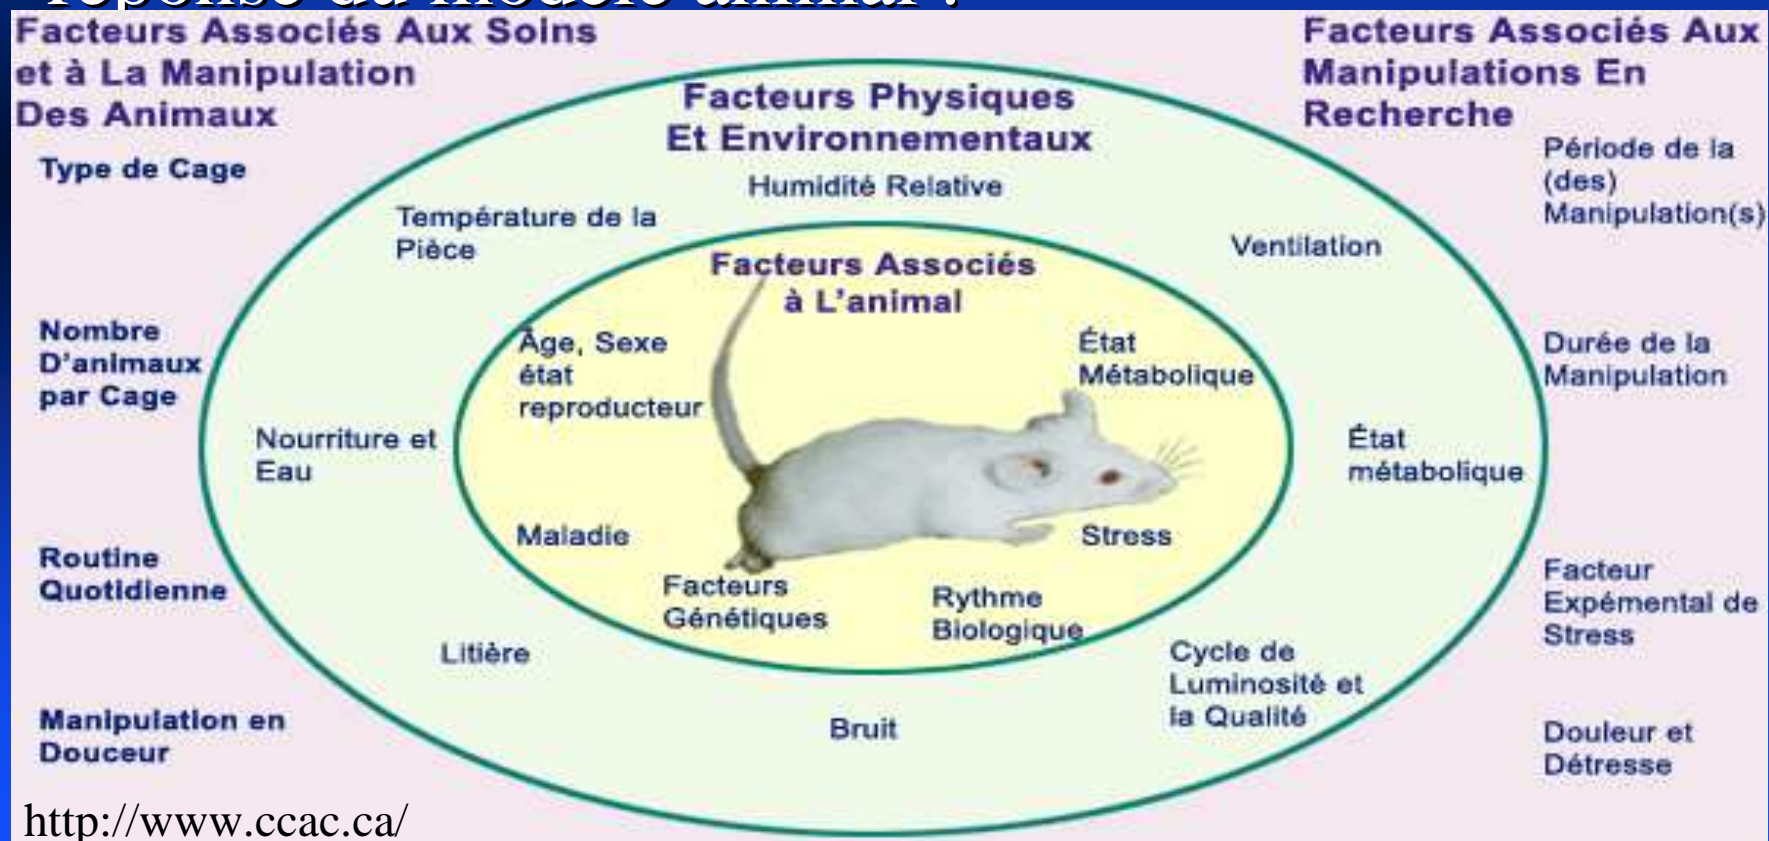 réponse du modèle animal :
Facteurs Associés Aux Soins
et à La Manipulation
Des Animaux
Type de Cage
Nombre
D'animaux
par Cage
Routine
Quotidienne
Manipulation en
Douceur
Facteurs Physiques
Et Environnementaux
Humidité Relative
Température de la
Pièce
Ventilation
Nourriture et
Eau
État
métabolique
Litière
Bruit
Cycle de
Luminosité et
la Qualité
Facteurs Associés
à L'animal
Âge, Sexe
état
reproducteur
État
Métabolique
Maladie
Stress
Facteurs
Génétiques
Rythme
Biologique
Facteurs Associés Aux
Manipulations En
Recherche
Période de la
(des)
Manipulation(s)
Durée de la
Manipulation
Facteur
Expémental de
Stress
Douleur et
Détresse
http://www.ccac.ca/